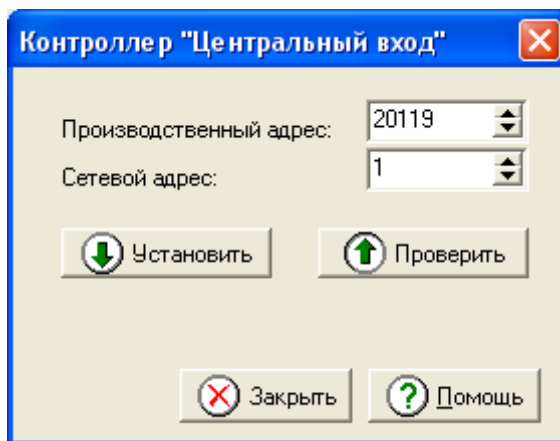 Контроллер "Центральный вход"
Производственный адрес: 20119
Сетевой адрес: 1
Установить Проверить
Закрыть Помощь